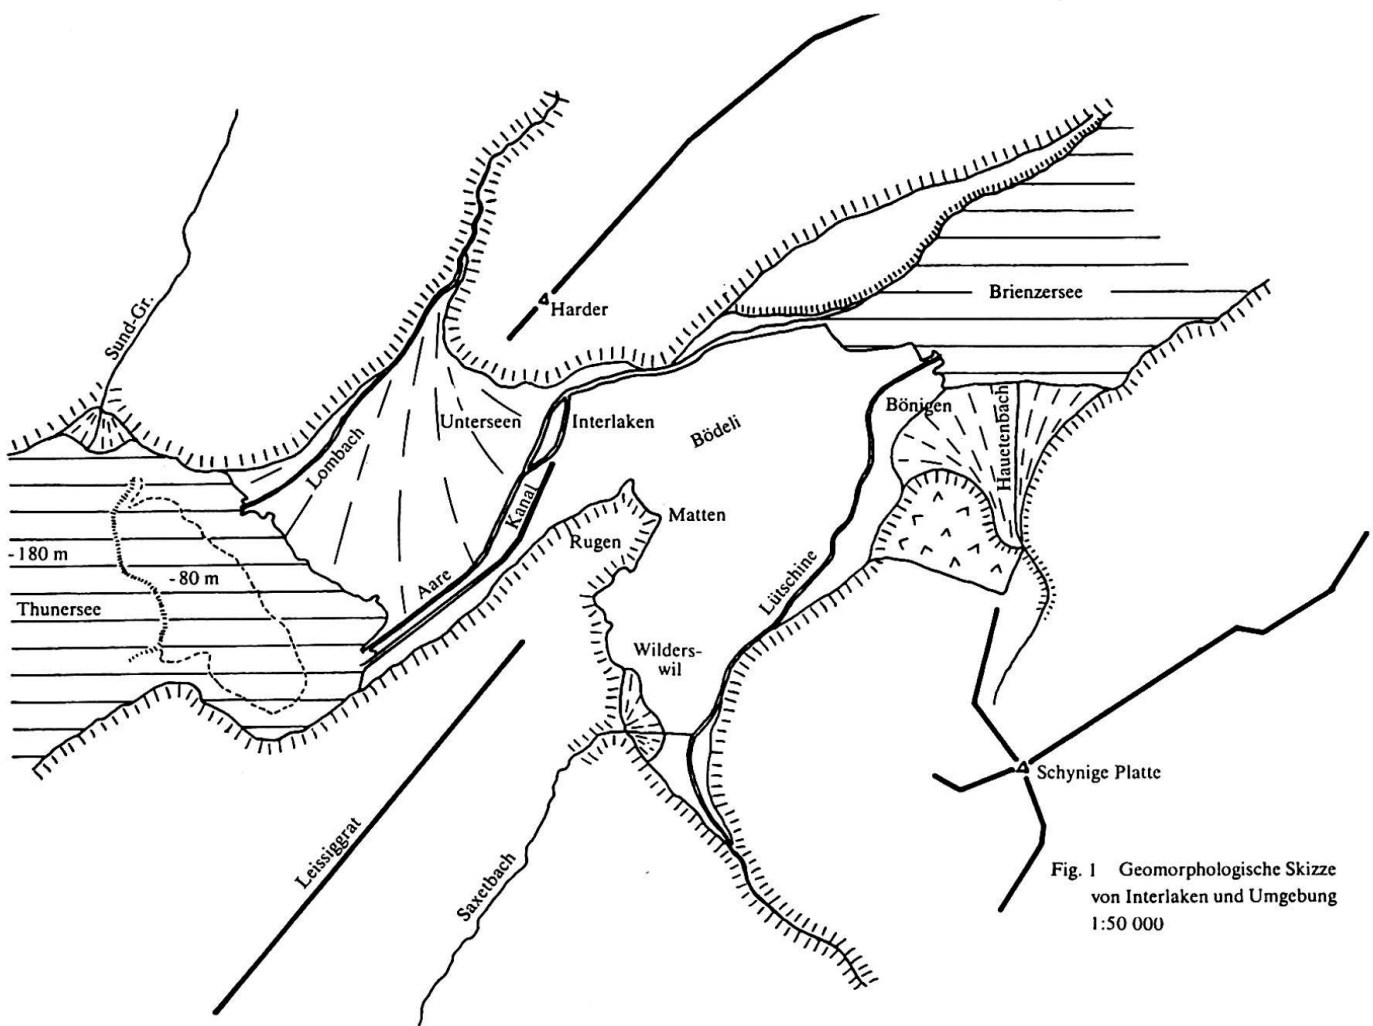 Sund-Gr.
Harder
Brienzersee
Lombach
Unterseen
Interlaken
Bödeli
Bönigen
Hauetenbach
Kanal
Rugen
Matten
-180 m
-80 m
Thunersee
Aare
Lütschine
Wilders-
wil
Schynige Platte
Leissiggrat
Saxetbach
Fig. 1 Geomorphologische Skizze
von Interlaken und Umgebung
1:50 000